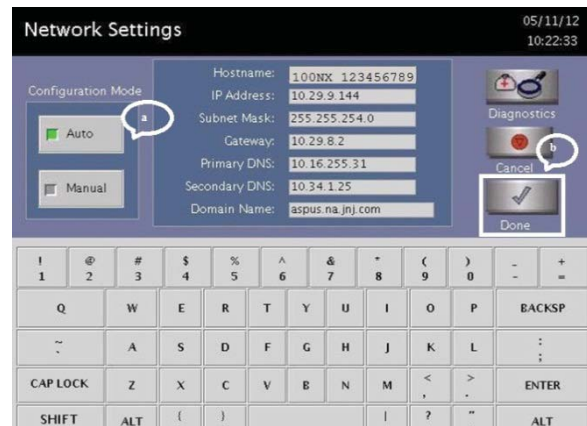 Network Settings
05/11/12
10:22:33
Configuration Mode
Auto
Manual
a
Hostname: 100NX 123456789
IP Address: 10.29.9.144
Subnet Mask: 255.255.254.0
Gateway: 10.29.8.2
Primary DNS: 10.16.255.31
Secondary DNS: 10.34.1.25
Domain Name: aspus.na.jnj.com
Diagnostics
b
Cancel
Done
! @ # $ % ^ & * ( ) _ +
1 2 3 4 5 6 7 8 9 0 - =
Q W E R T Y U I O P BACKSP
~ :
` A S D F G H J K L ;
< >
CAP LOCK Z X C V B N M , . ENTER
SHIFT ALT { } | ? " ALT